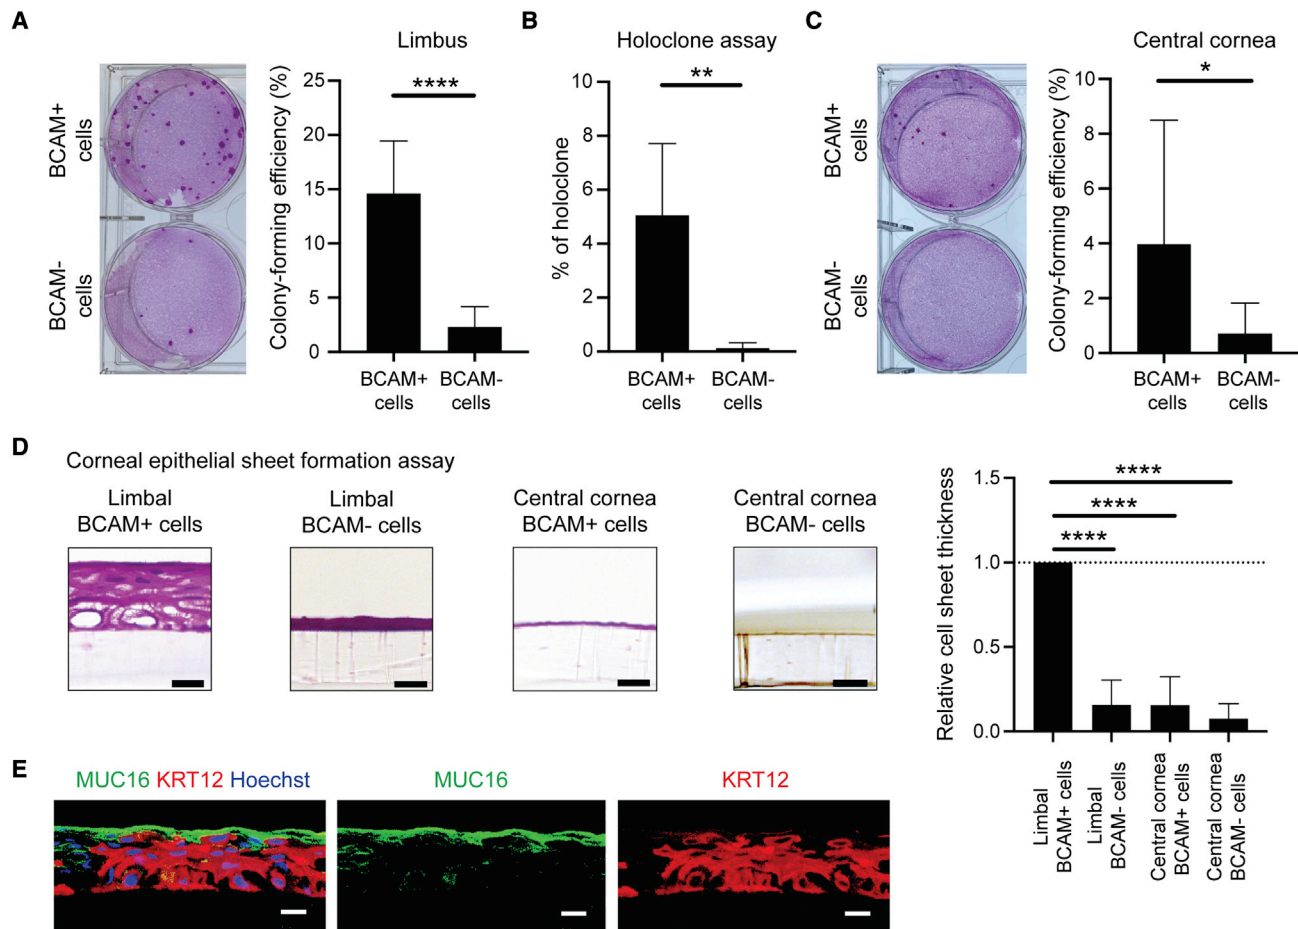 A
BCAM+
cells
BCAM-
cells
Limbus
Colony-forming efficiency (%)
25
20
15
10
5
0
****
BCAM+
cells
BCAM-
cells
B
Holoclone assay
% of holoclone
10
8
6
4
2
0
**
BCAM+
cells
BCAM-
cells
C
BCAM+
cells
BCAM-
cells
Central cornea
Colony-forming efficiency (%)
10
8
6
4
2
0
*
BCAM+
cells
BCAM-
cells
D
Corneal epithelial sheet formation assay
Limbal
BCAM+ cells
Limbal
BCAM- cells
Central cornea
BCAM+ cells
Central cornea
BCAM- cells
Relative cell sheet thickness
1.5
1.0
0.5
0.0
****
****
****
Limbal
BCAM+ cells
Limbal
BCAM- cells
Central cornea
BCAM+ cells
Central cornea
BCAM- cells
E
MUC16 KRT12 Hoechst
MUC16
KRT12